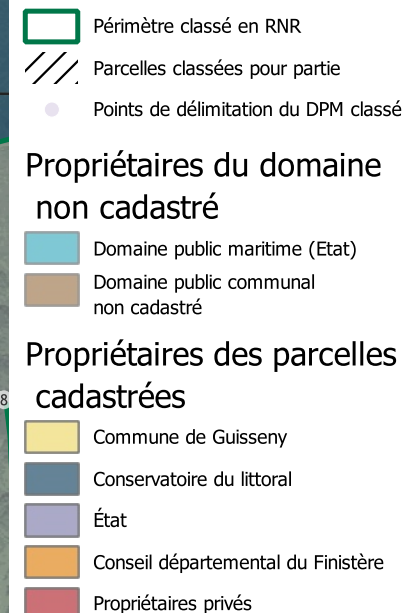 Périmètre classé en RNR
Parcelles classées pour partie
Points de délimitation du DPM classé
Propriétaires du domaine
non cadastré
Domaine public maritime (Etat)
Domaine public communal
non cadastré
Propriétaires des parcelles
cadastrées
8
Commune de Guisseny
Conservatoire du littoral
État
Conseil départemental du Finistère
Propriétaires privés